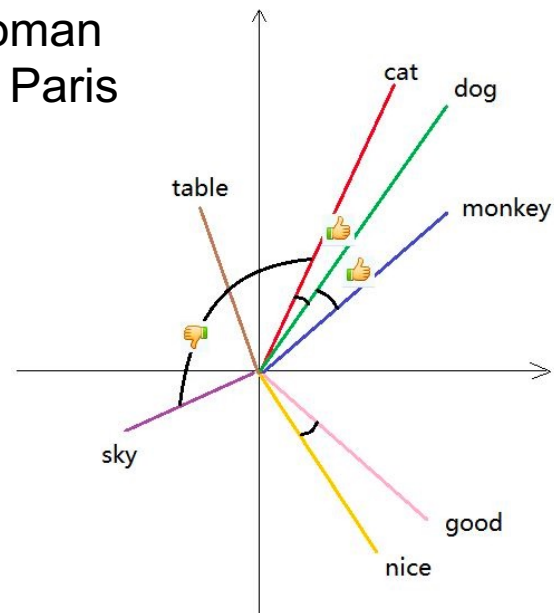 oman
Paris
cat
dog
table
monkey
sky
good
nice